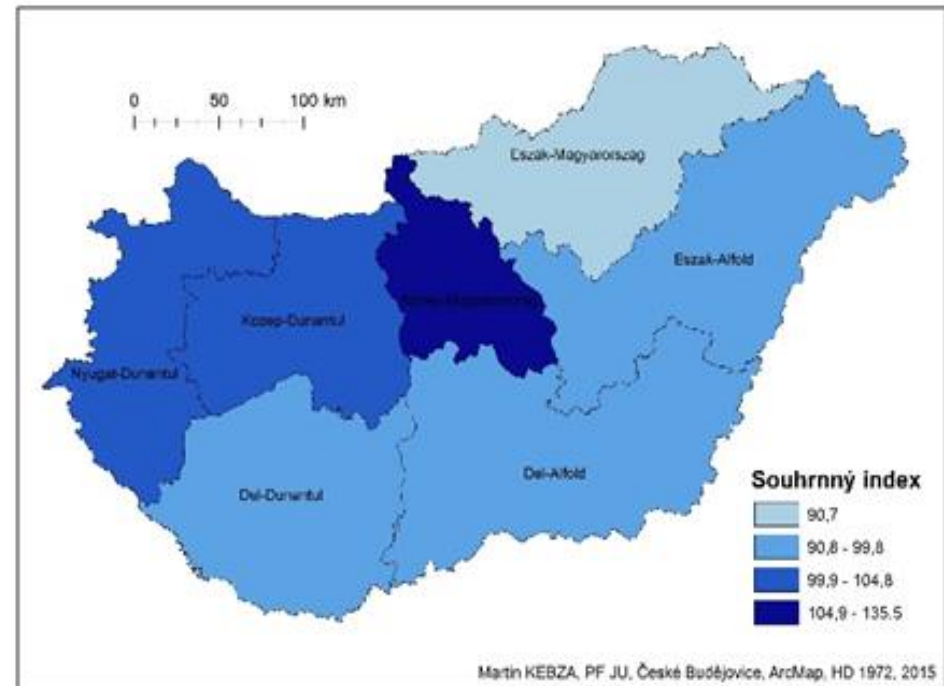 0 50 100 km
Eszak-Magyarorszag
Eszak-Alfold
Kozep-Dunantul
Nyugat-Dunantul
Del-Alfold
Del-Dunantul
Souhrnný index
90,7
90,8 - 99,8
99,9 - 104,8
104,9 - 135,5
Martin KEBZA, PF JU, České Budějovice, ArcMap, HD 1972, 2015